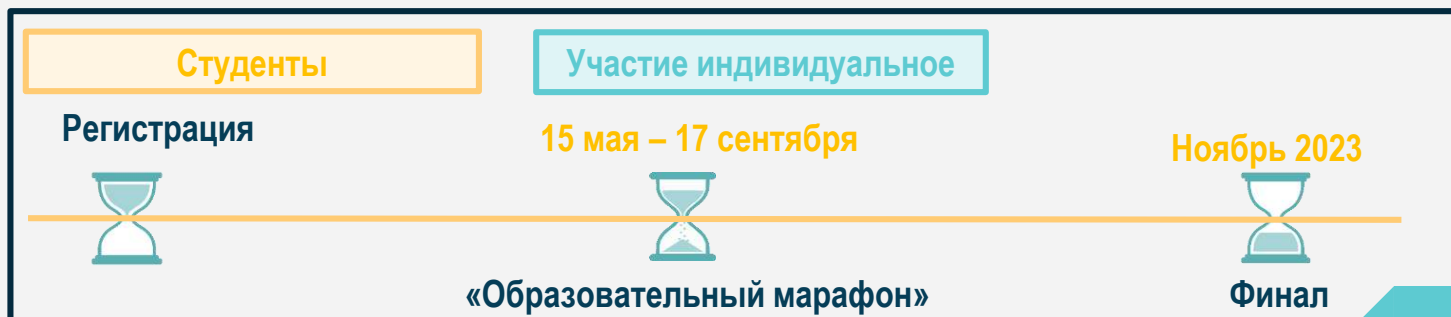 Студенты
Участие индивидуальное
Регистрация
15 мая – 17 сентября
Ноябрь 2023
«Образовательный марафон»
Финал